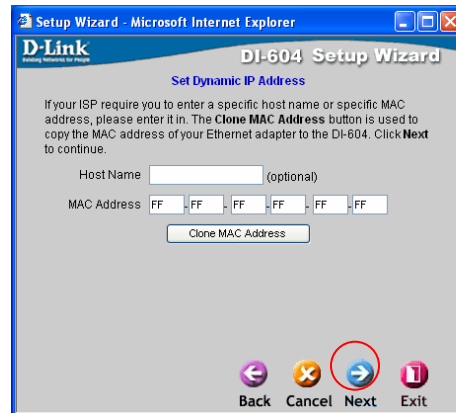 Setup Wizard - Microsoft Internet Explorer
D-Link
Building Networks for People
DI-604 Setup Wizard
Set Dynamic IP Address
If your ISP require you to enter a specific host name or specific MAC
address, please enter it in. The Clone MAC Address button is used to
copy the MAC address of your Ethernet adapter to the DI-604. Click Next
to continue.
Host Name (optional)
MAC Address FF - FF - FF - FF - FF - FF
Clone MAC Address
Back Cancel Next Exit